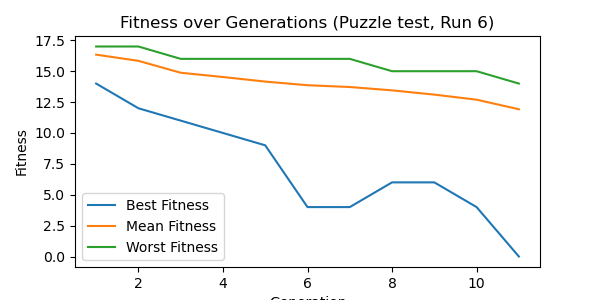 Fitness over Generations (Puzzle test, Run 6)
17.5
15.0
12.5
10.0
7.5
5.0
2.5
0.0
Fitness
Best Fitness
Mean Fitness
Worst Fitness
2 4 6 8 10
Generation